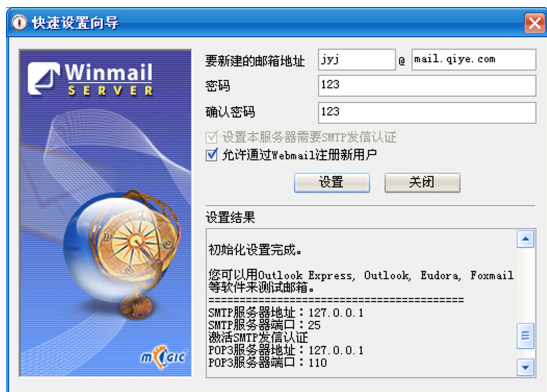 快速设置向导
Winmail
SERVER
要新建的邮箱地址 jyj @ mail.qiye.com
密码 123
确认密码 123
设置本服务器需要SMTP发信认证
允许通过Webmail注册新用户
设置 关闭
设置结果
初始化设置完成。
您可以用Outlook Express, Outlook, Eudora, Foxmail
等软件来测试邮箱。
========================================
SMTP服务器地址：127.0.0.1
SMTP服务器端口：25
激活SMTP发信认证
POP3服务器地址：127.0.0.1
POP3服务器端口：110
mAGIC